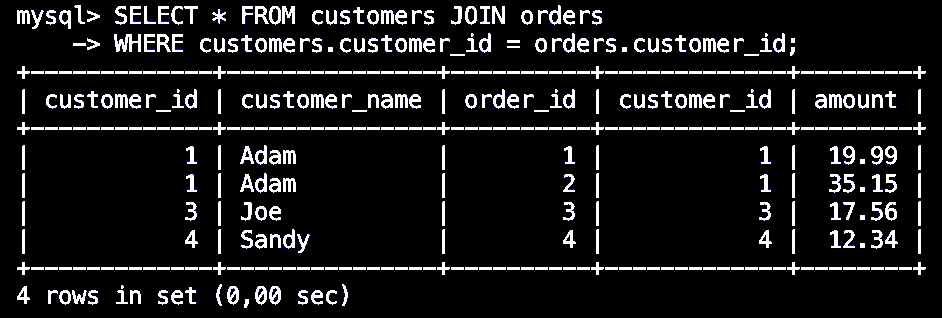 mysql> SELECT * FROM customers JOIN orders
    -> WHERE customers.customer_id = orders.customer_id;
+-------------+---------------+----------+-------------+--------+
| customer_id | customer_name | order_id | customer_id | amount |
+-------------+---------------+----------+-------------+--------+
|           1 | Adam          |        1 |           1 |  19.99 |
|           1 | Adam          |        2 |           1 |  35.15 |
|           3 | Joe           |        3 |           3 |  17.56 |
|           4 | Sandy         |        4 |           4 |  12.34 |
+-------------+---------------+----------+-------------+--------+
4 rows in set (0,00 sec)